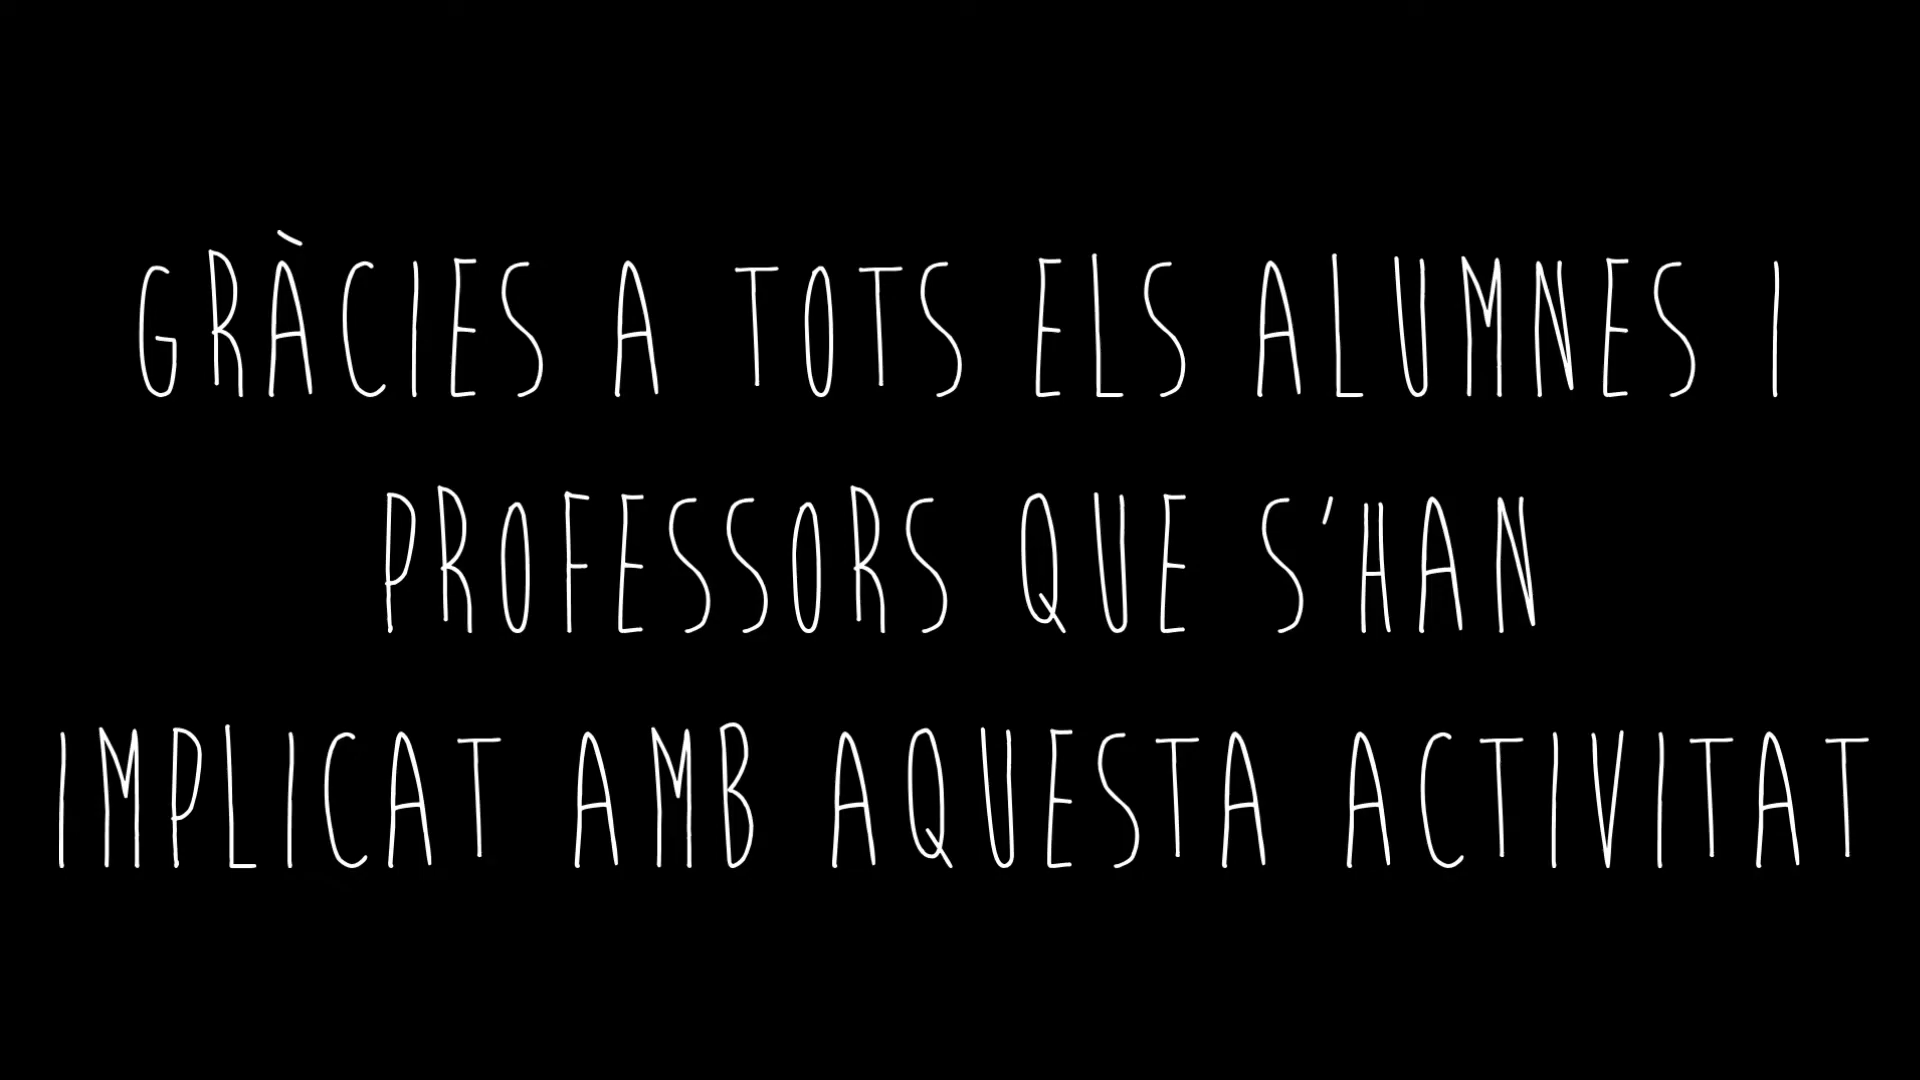 GRÀCIES A TOTS ELS ALUMNES I
PROFESSORS QUE S'HAN
IMPLICAT AMB AQUESTA ACTIVITAT